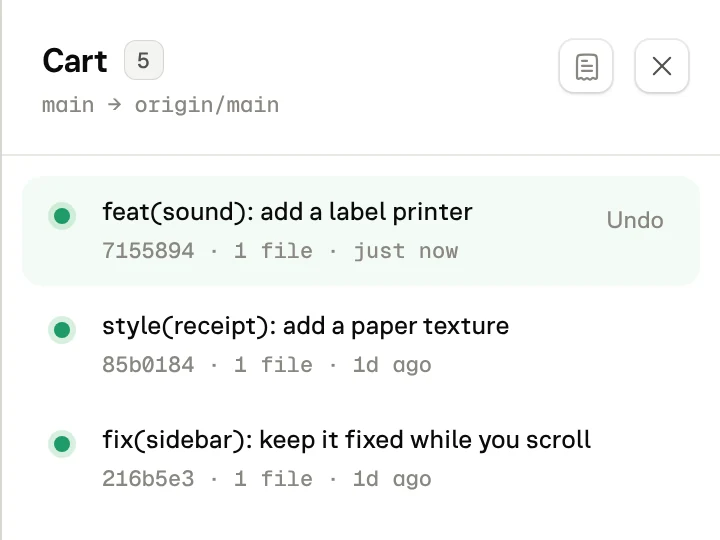 Cart 5
main → origin/main
feat(sound): add a label printer
Undo
7155894 · 1 file · just now
style(receipt): add a paper texture
85b0184 · 1 file · 1d ago
fix(sidebar): keep it fixed while you scroll
216b5e3 · 1 file · 1d ago